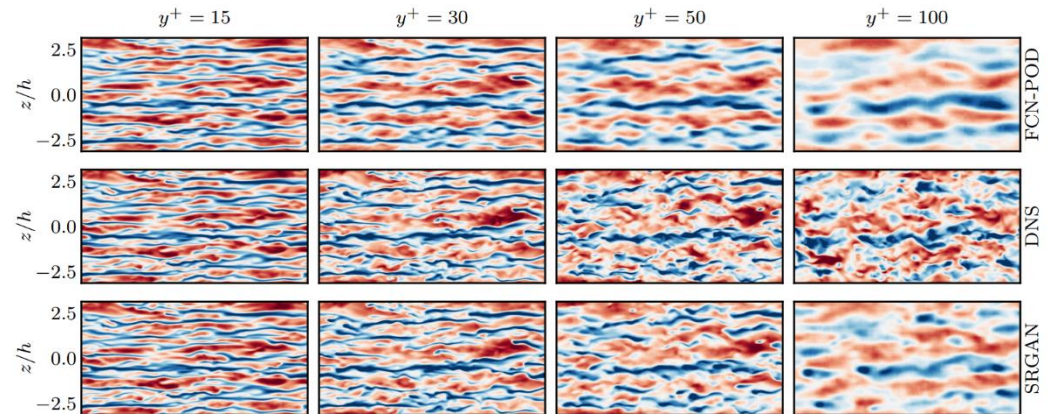 y⁺ = 15 y⁺ = 30 y⁺ = 50 y⁺ = 100
2.5
0.0
−2.5
z/h
FCN-POD
2.5
0.0
−2.5
z/h
DNS
2.5
0.0
−2.5
z/h
SRGAN